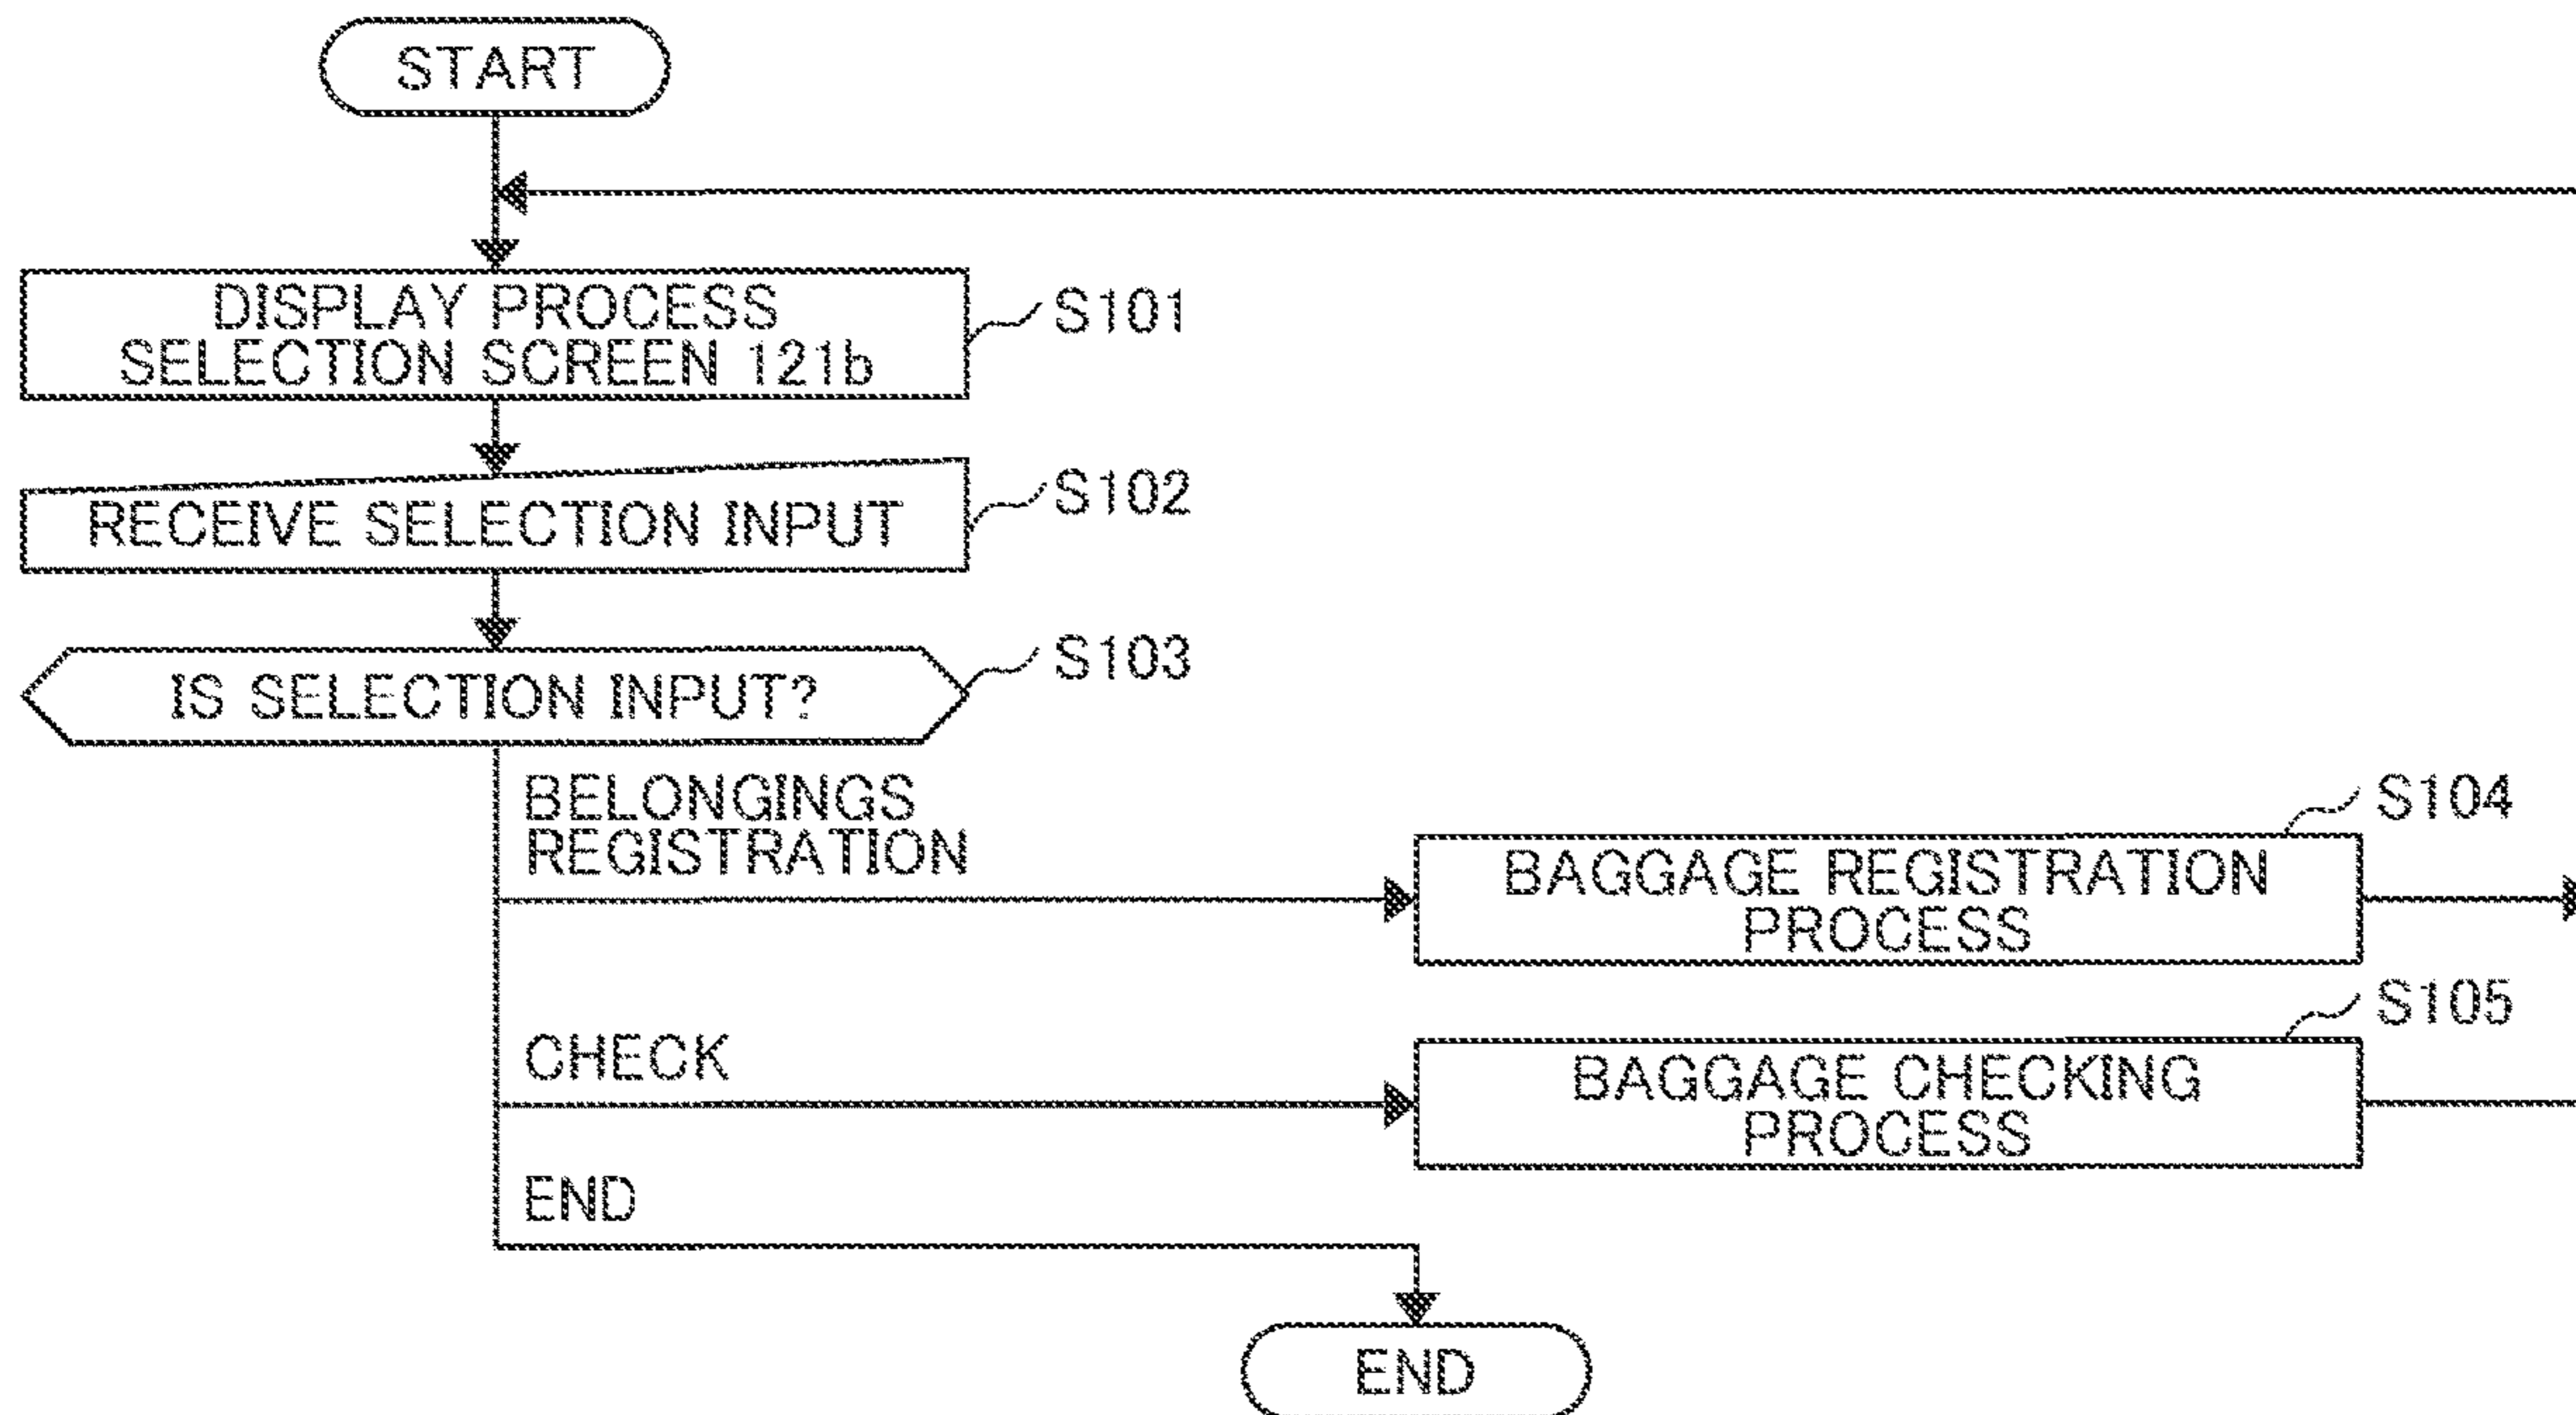 START
DISPLAY PROCESS
SELECTION SCREEN 121b
S101
RECEIVE SELECTION INPUT
S102
IS SELECTION INPUT?
S103
BELONGINGS
REGISTRATION
BAGGAGE REGISTRATION
PROCESS
S104
CHECK
BAGGAGE CHECKING
PROCESS
S105
END
END